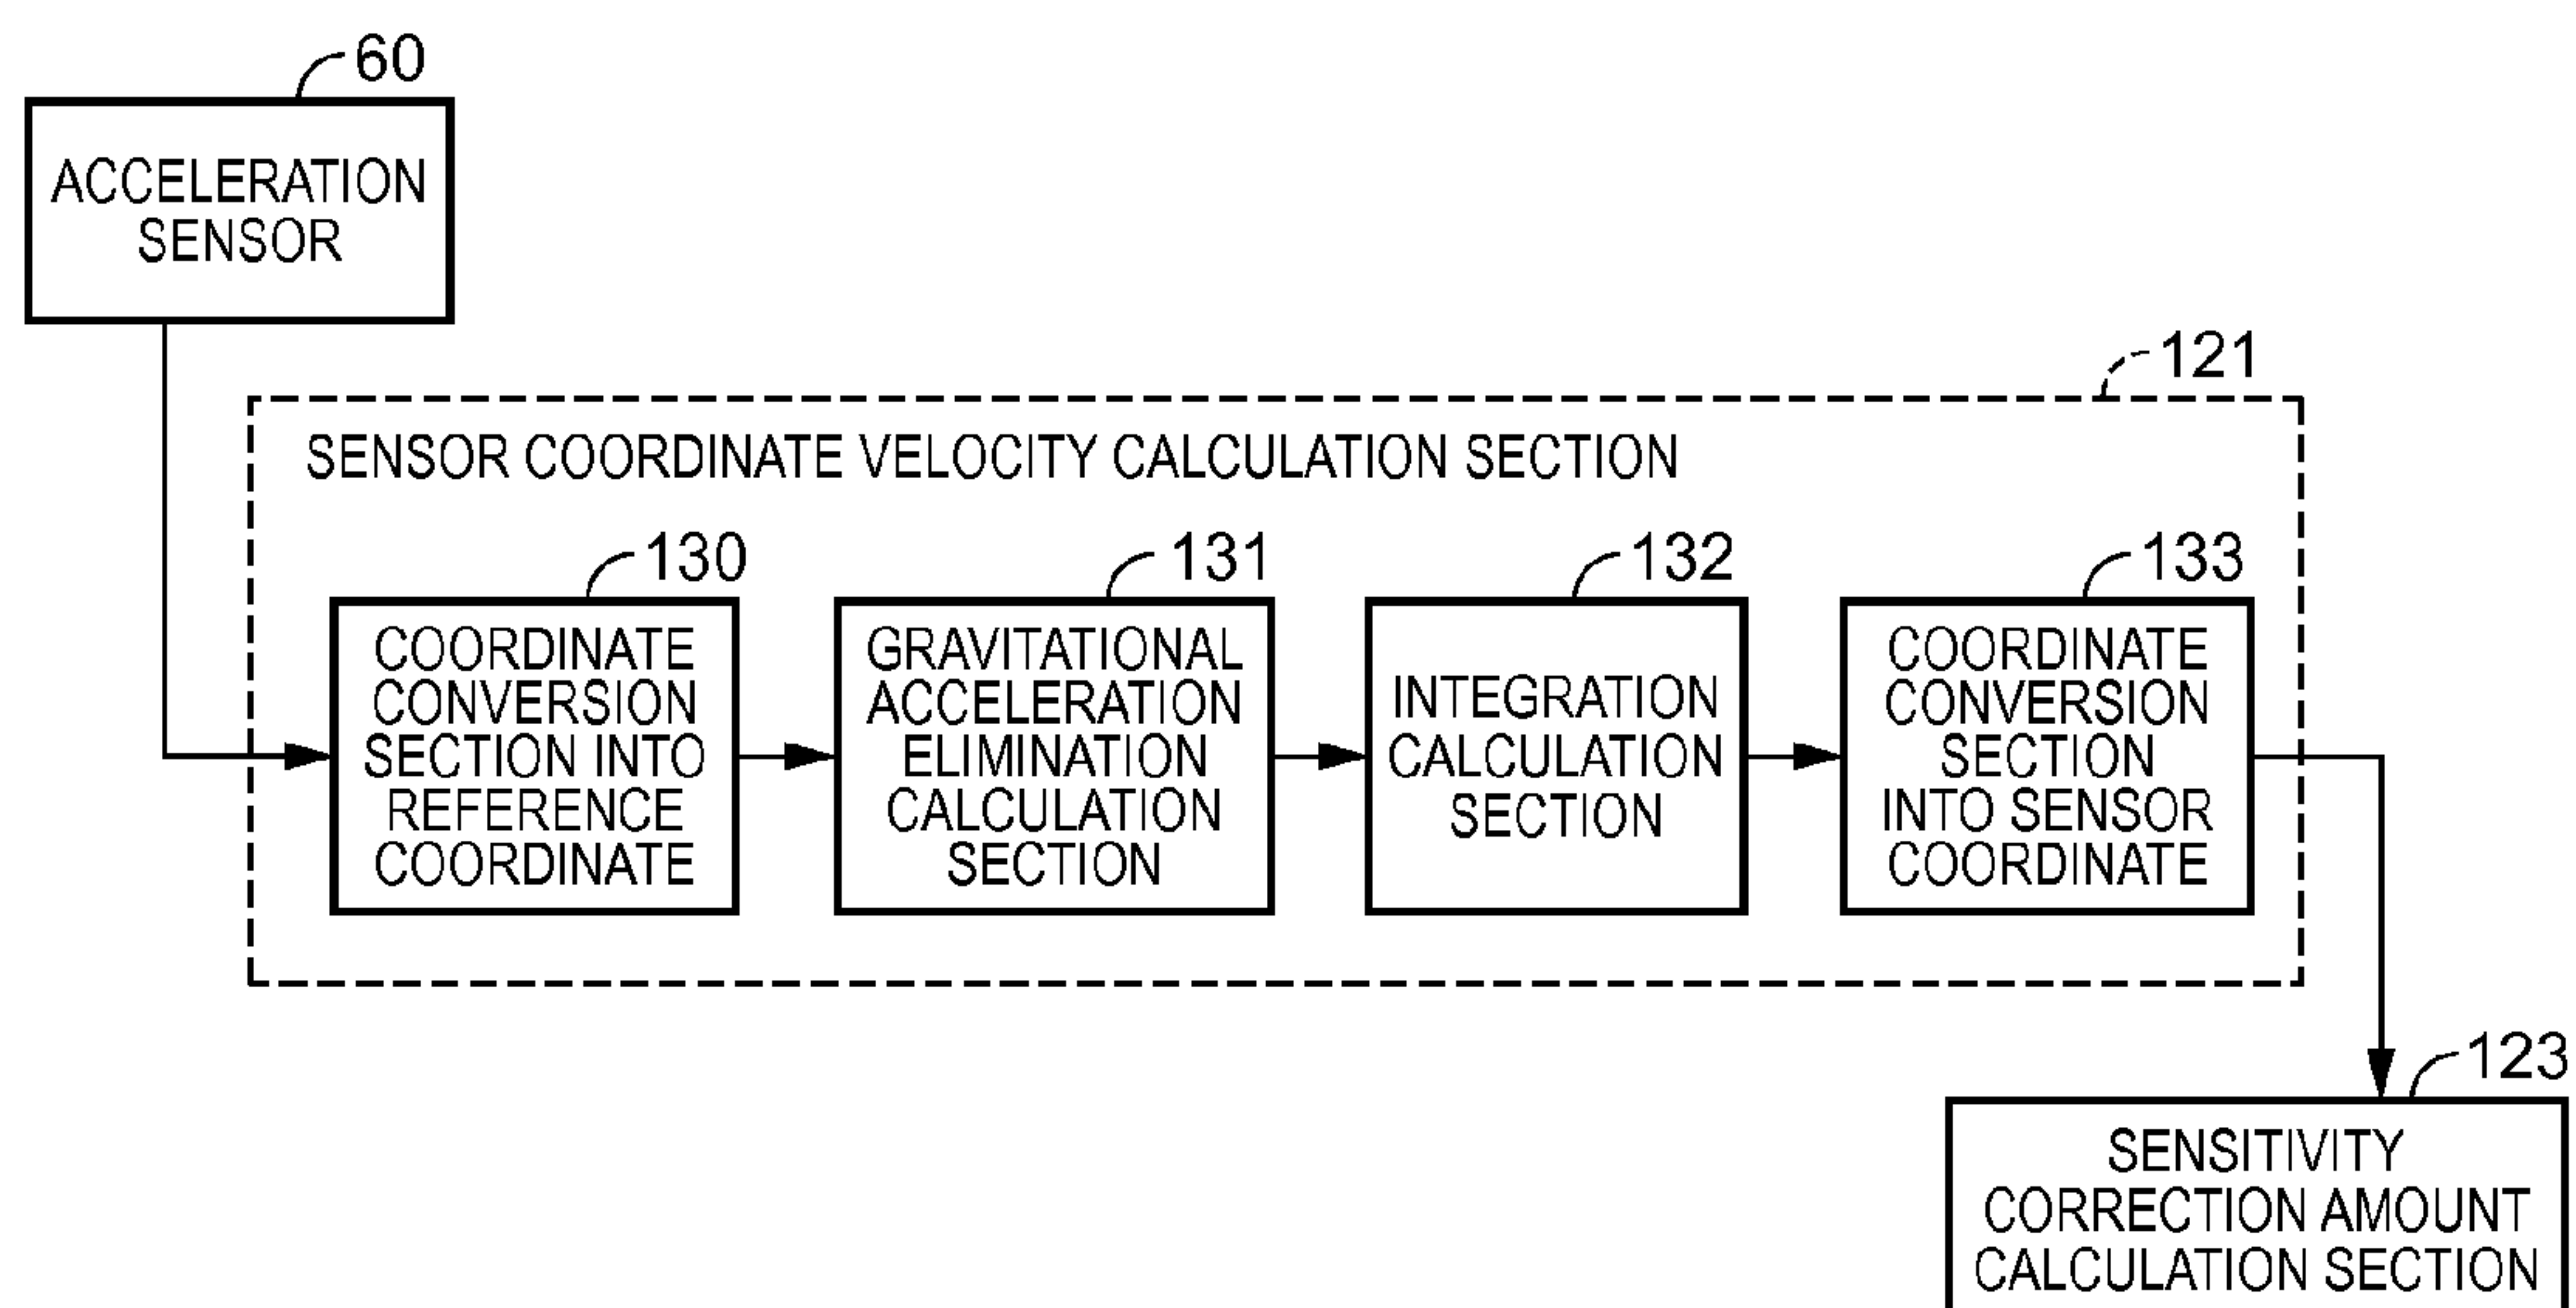 60
ACCELERATION
SENSOR
121
SENSOR COORDINATE VELOCITY CALCULATION SECTION
130
COORDINATE
CONVERSION
SECTION INTO
REFERENCE
COORDINATE
131
GRAVITATIONAL
ACCELERATION
ELIMINATION
CALCULATION
SECTION
132
INTEGRATION
CALCULATION
SECTION
133
COORDINATE
CONVERSION
SECTION
INTO SENSOR
COORDINATE
123
SENSITIVITY
CORRECTION AMOUNT
CALCULATION SECTION